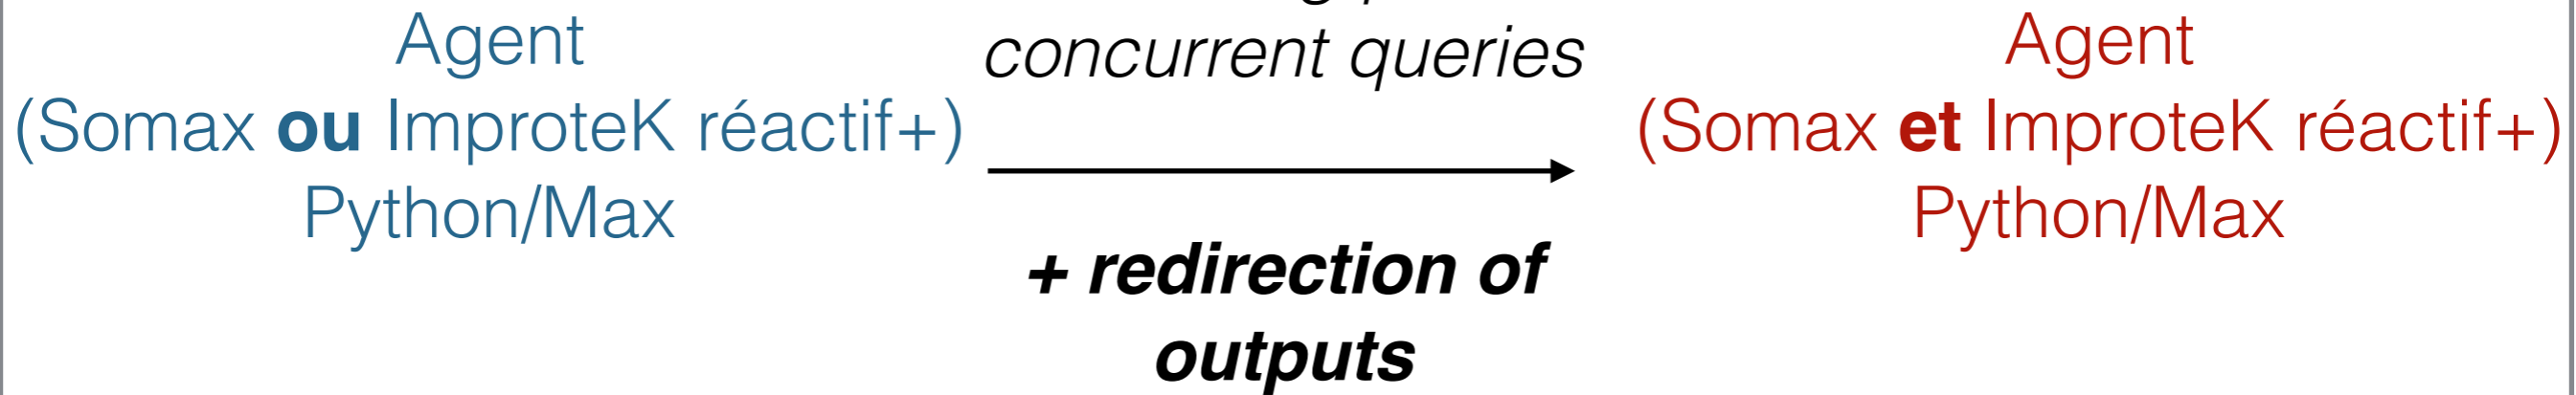 Agent
(Somax ou ImproteK réactif+)
Python/Max
concurrent queries
+ redirection of
outputs
Agent
(Somax et ImproteK réactif+)
Python/Max